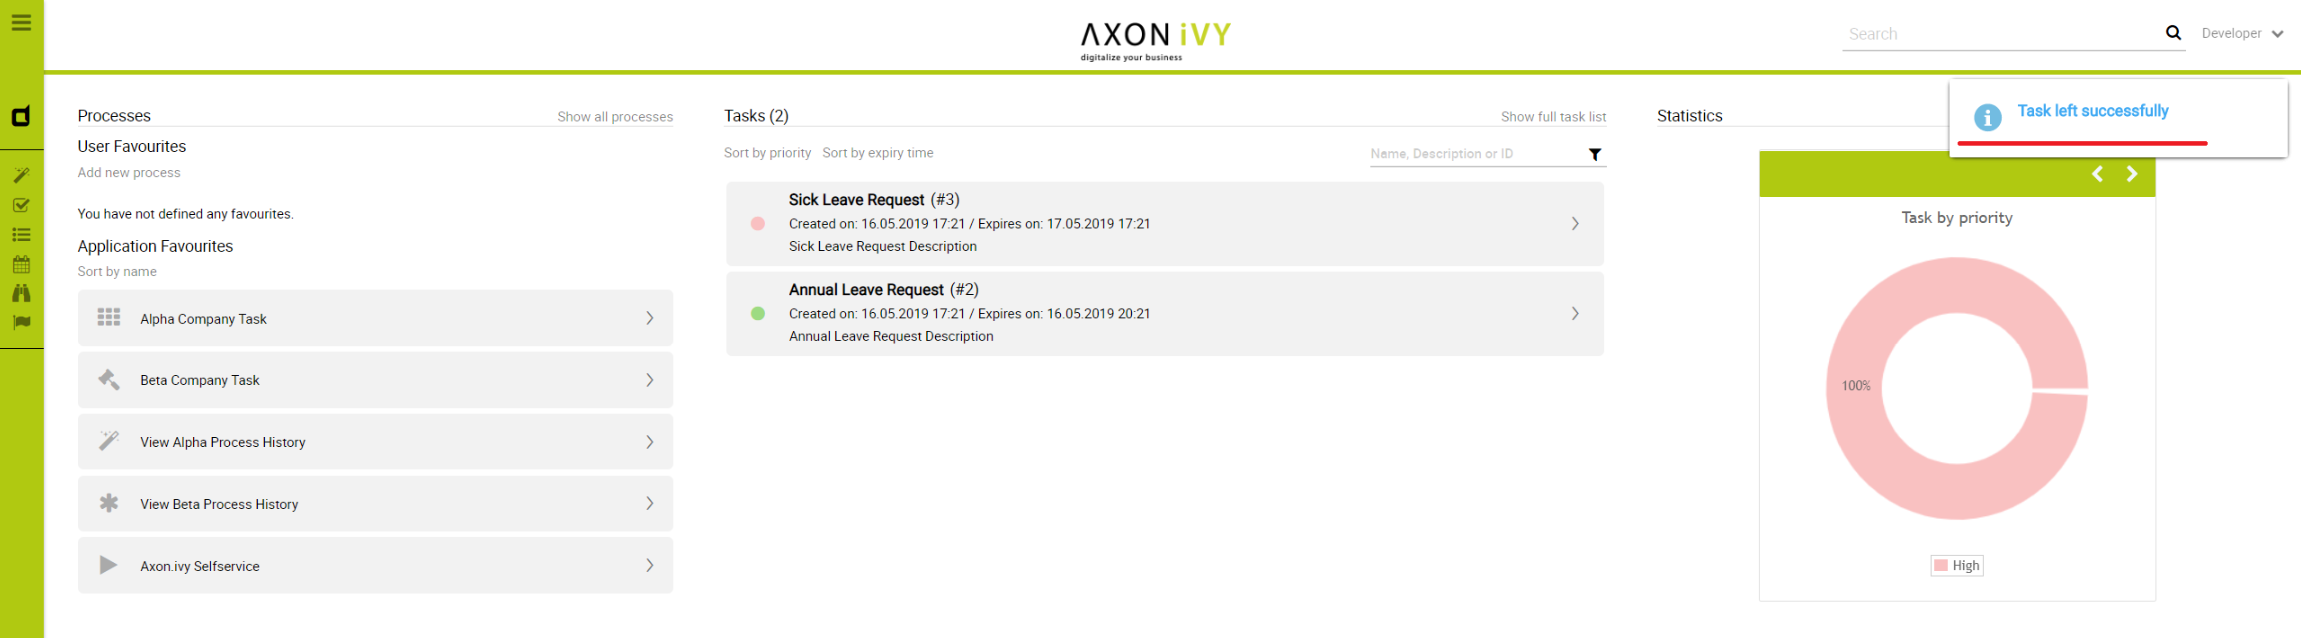 AXON iVY
digitalize your business
Search
Developer
Processes
Show all processes
User Favourites
Add new process
You have not defined any favourites.
Application Favourites
Sort by name
Alpha Company Task
Beta Company Task
View Alpha Process History
View Beta Process History
Axon.ivy Selfservice
Tasks (2)
Show full task list
Sort by priority Sort by expiry time
Name, Description or ID
Sick Leave Request (#3)
Created on: 16.05.2019 17:21 / Expires on: 17.05.2019 17:21
Sick Leave Request Description
Annual Leave Request (#2)
Created on: 16.05.2019 17:21 / Expires on: 16.05.2019 20:21
Annual Leave Request Description
Statistics
Task left successfully
Task by priority
100%
High